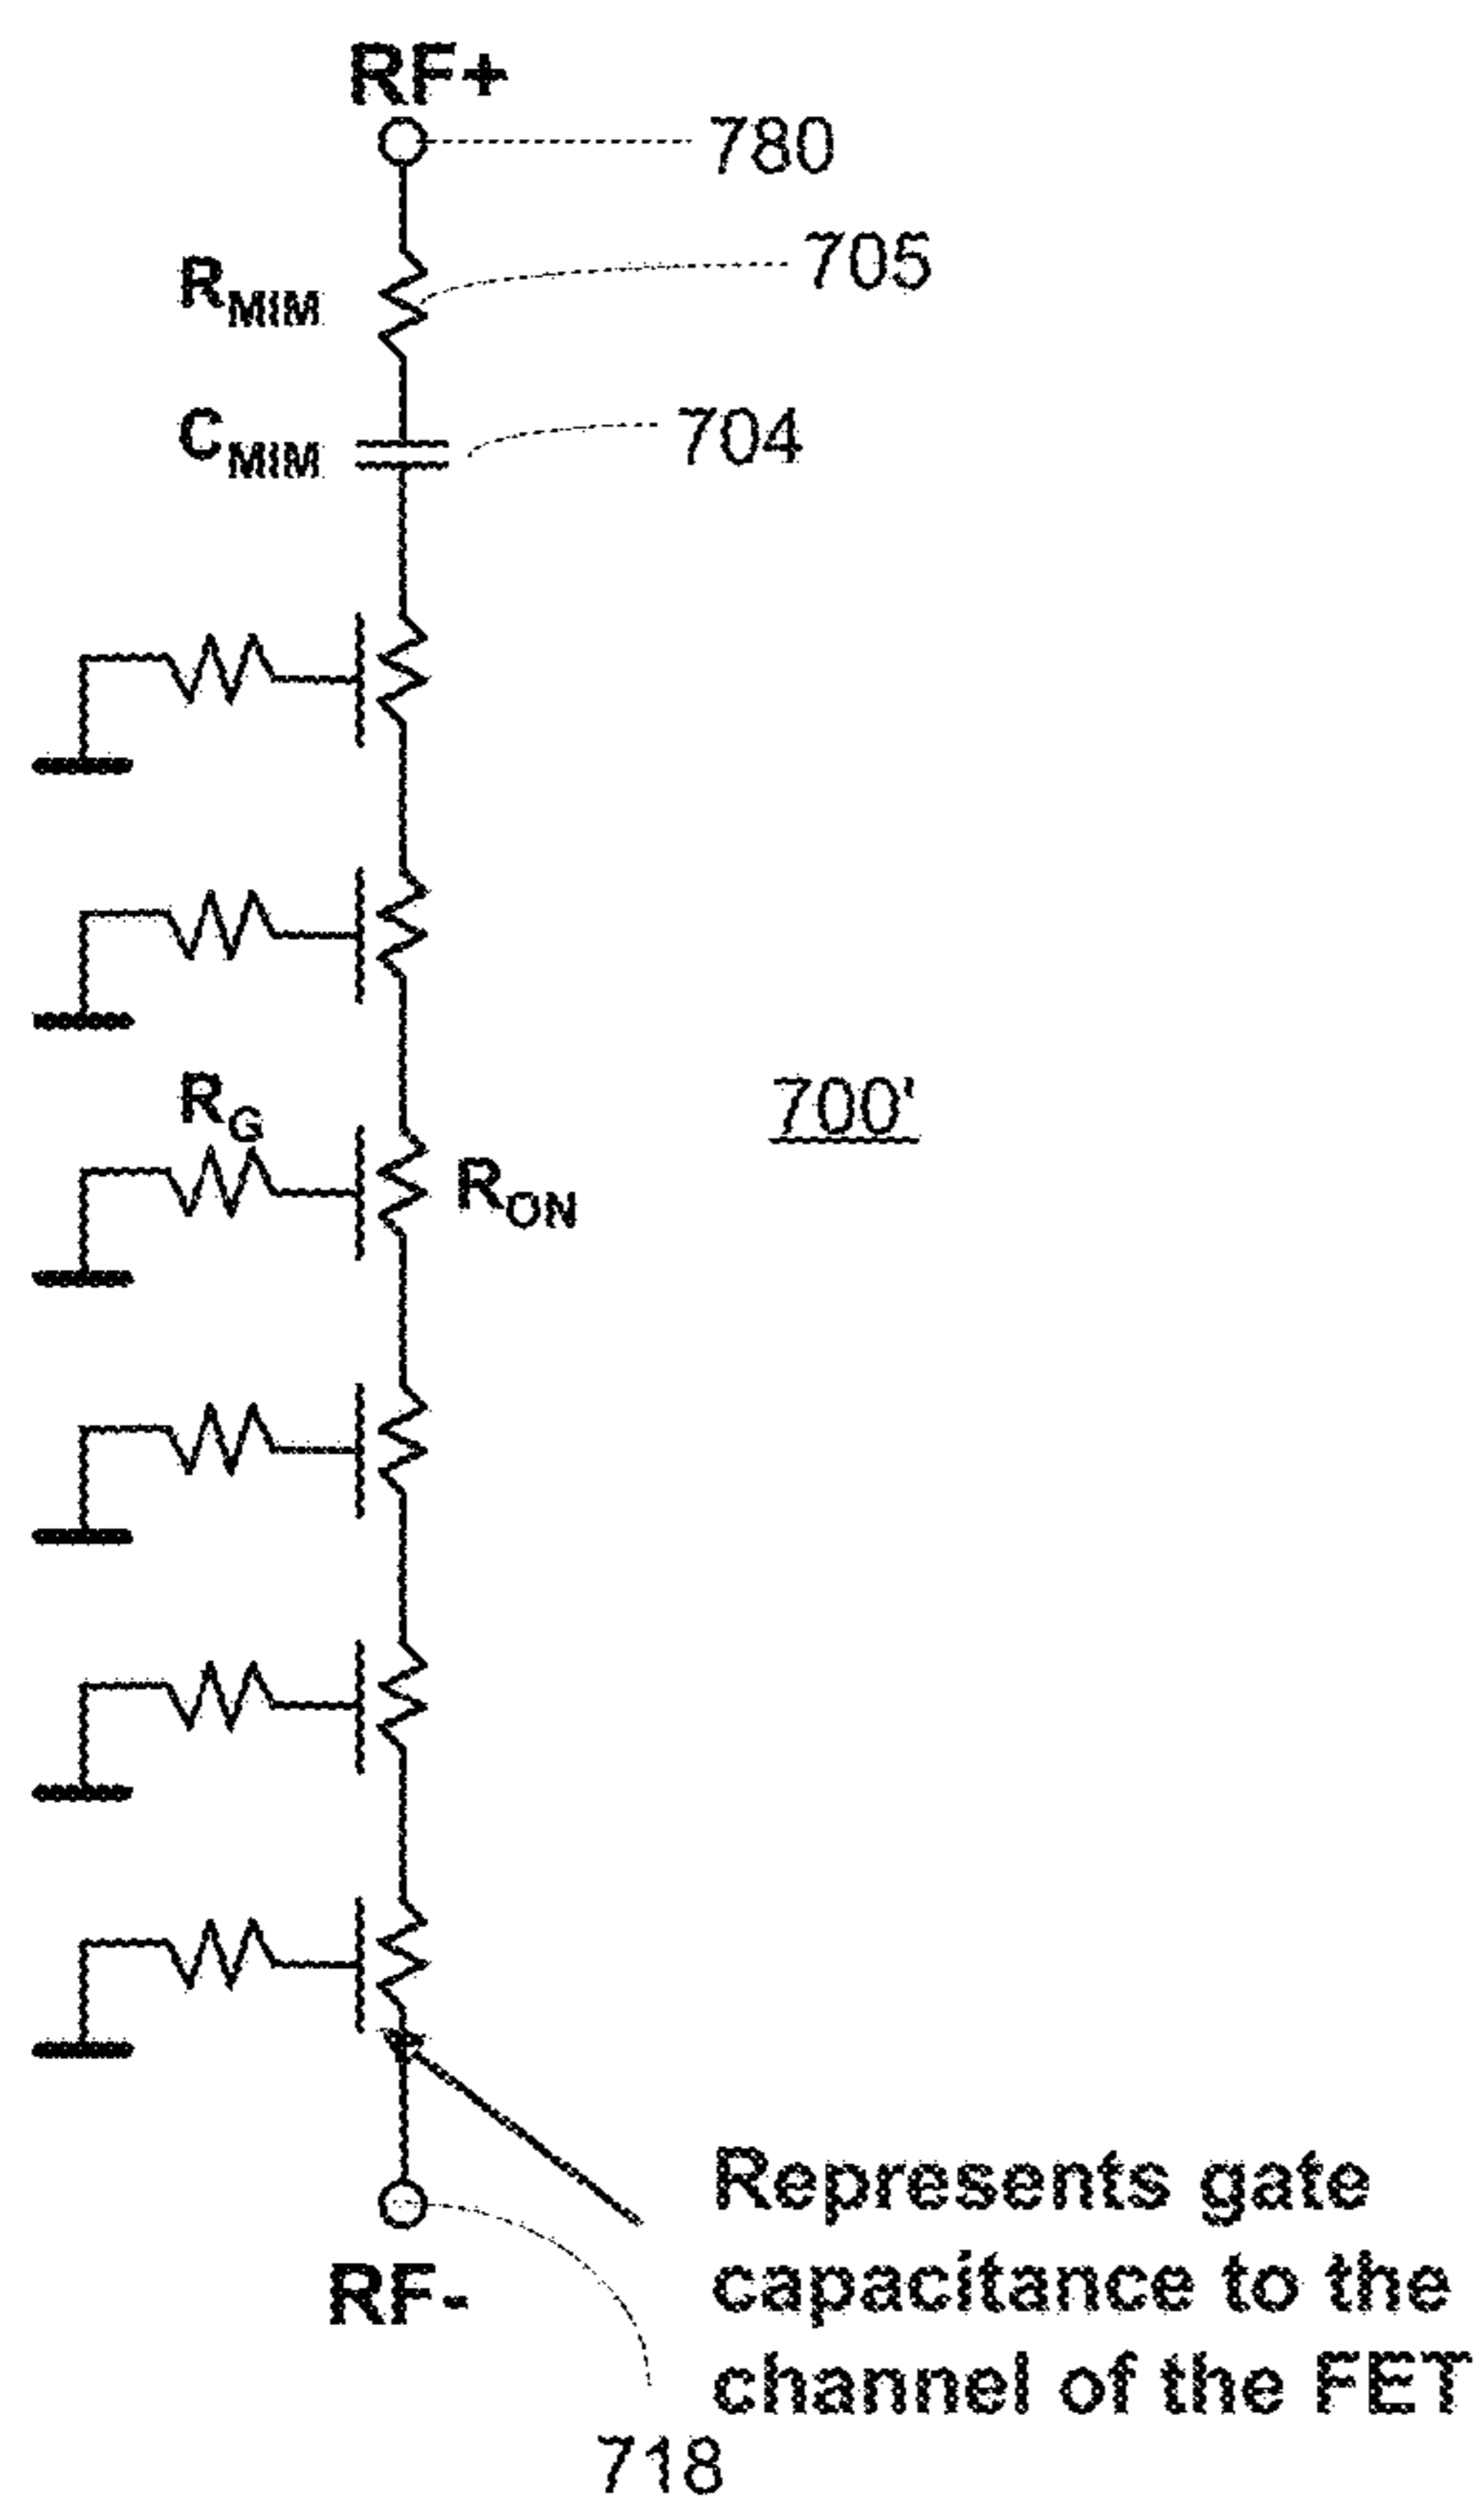 RF+
780
705
RMIM
704
CMIM
RG
700'
RON
Represents gate
capacitance to the
channel of the FET
RF-
718